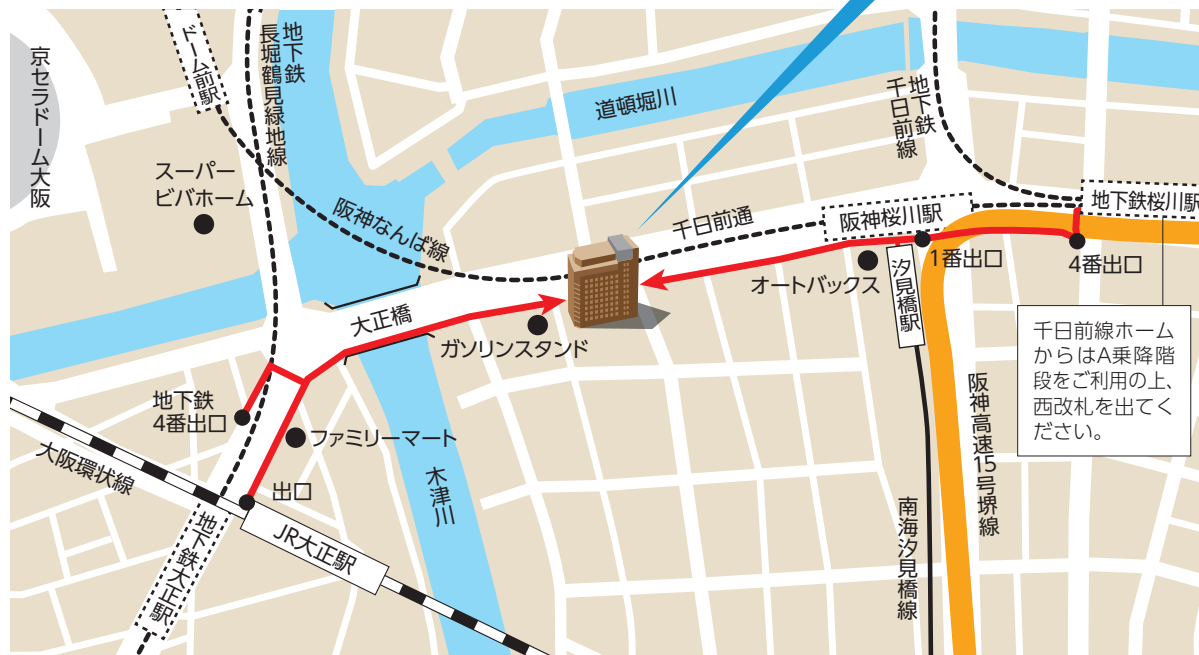 京セラドーム大阪
ドーム前駅
地下鉄
長堀鶴見緑地線
スーパー
ビバホーム
道頓堀川
地下鉄
千日前線
阪神なんば線
千日前通
阪神桜川駅
地下鉄桜川駅
1番出口
4番出口
オートバックス
汐見橋駅
大正橋
ガソリンスタンド
千日前線ホーム
からはA乗降階
段をご利用の上、
西改札を出てく
ださい。
地下鉄
4番出口
ファミリーマート
大阪環状線
出口
木津川
JR大正駅
地下鉄大正駅
南海汐見橋線
阪神高速15号堺線